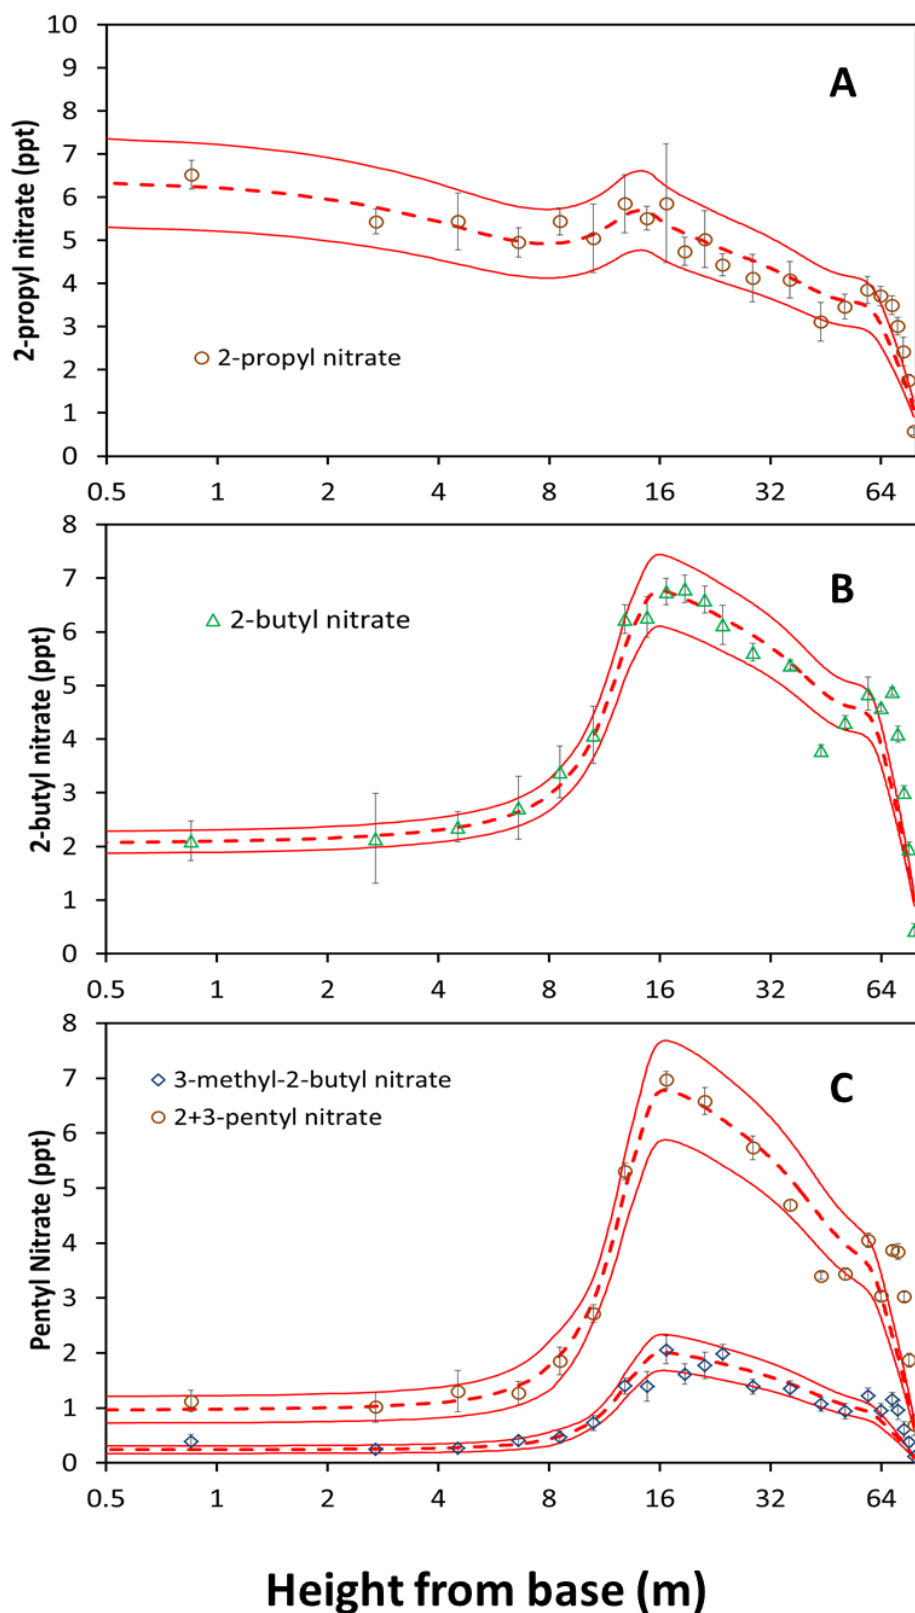 A
2-propyl nitrate (ppt)
10
9
8
7
6
5
4
3
2
1
0
2-propyl nitrate
0.5 1 2 4 8 16 32 64
B
2-butyl nitrate (ppt)
8
7
6
5
4
3
2
1
0
2-butyl nitrate
0.5 1 2 4 8 16 32 64
C
Pentyl Nitrate (ppt)
8
7
6
5
4
3
2
1
0
3-methyl-2-butyl nitrate
2+3-pentyl nitrate
0.5 1 2 4 8 16 32 64
Height from base (m)